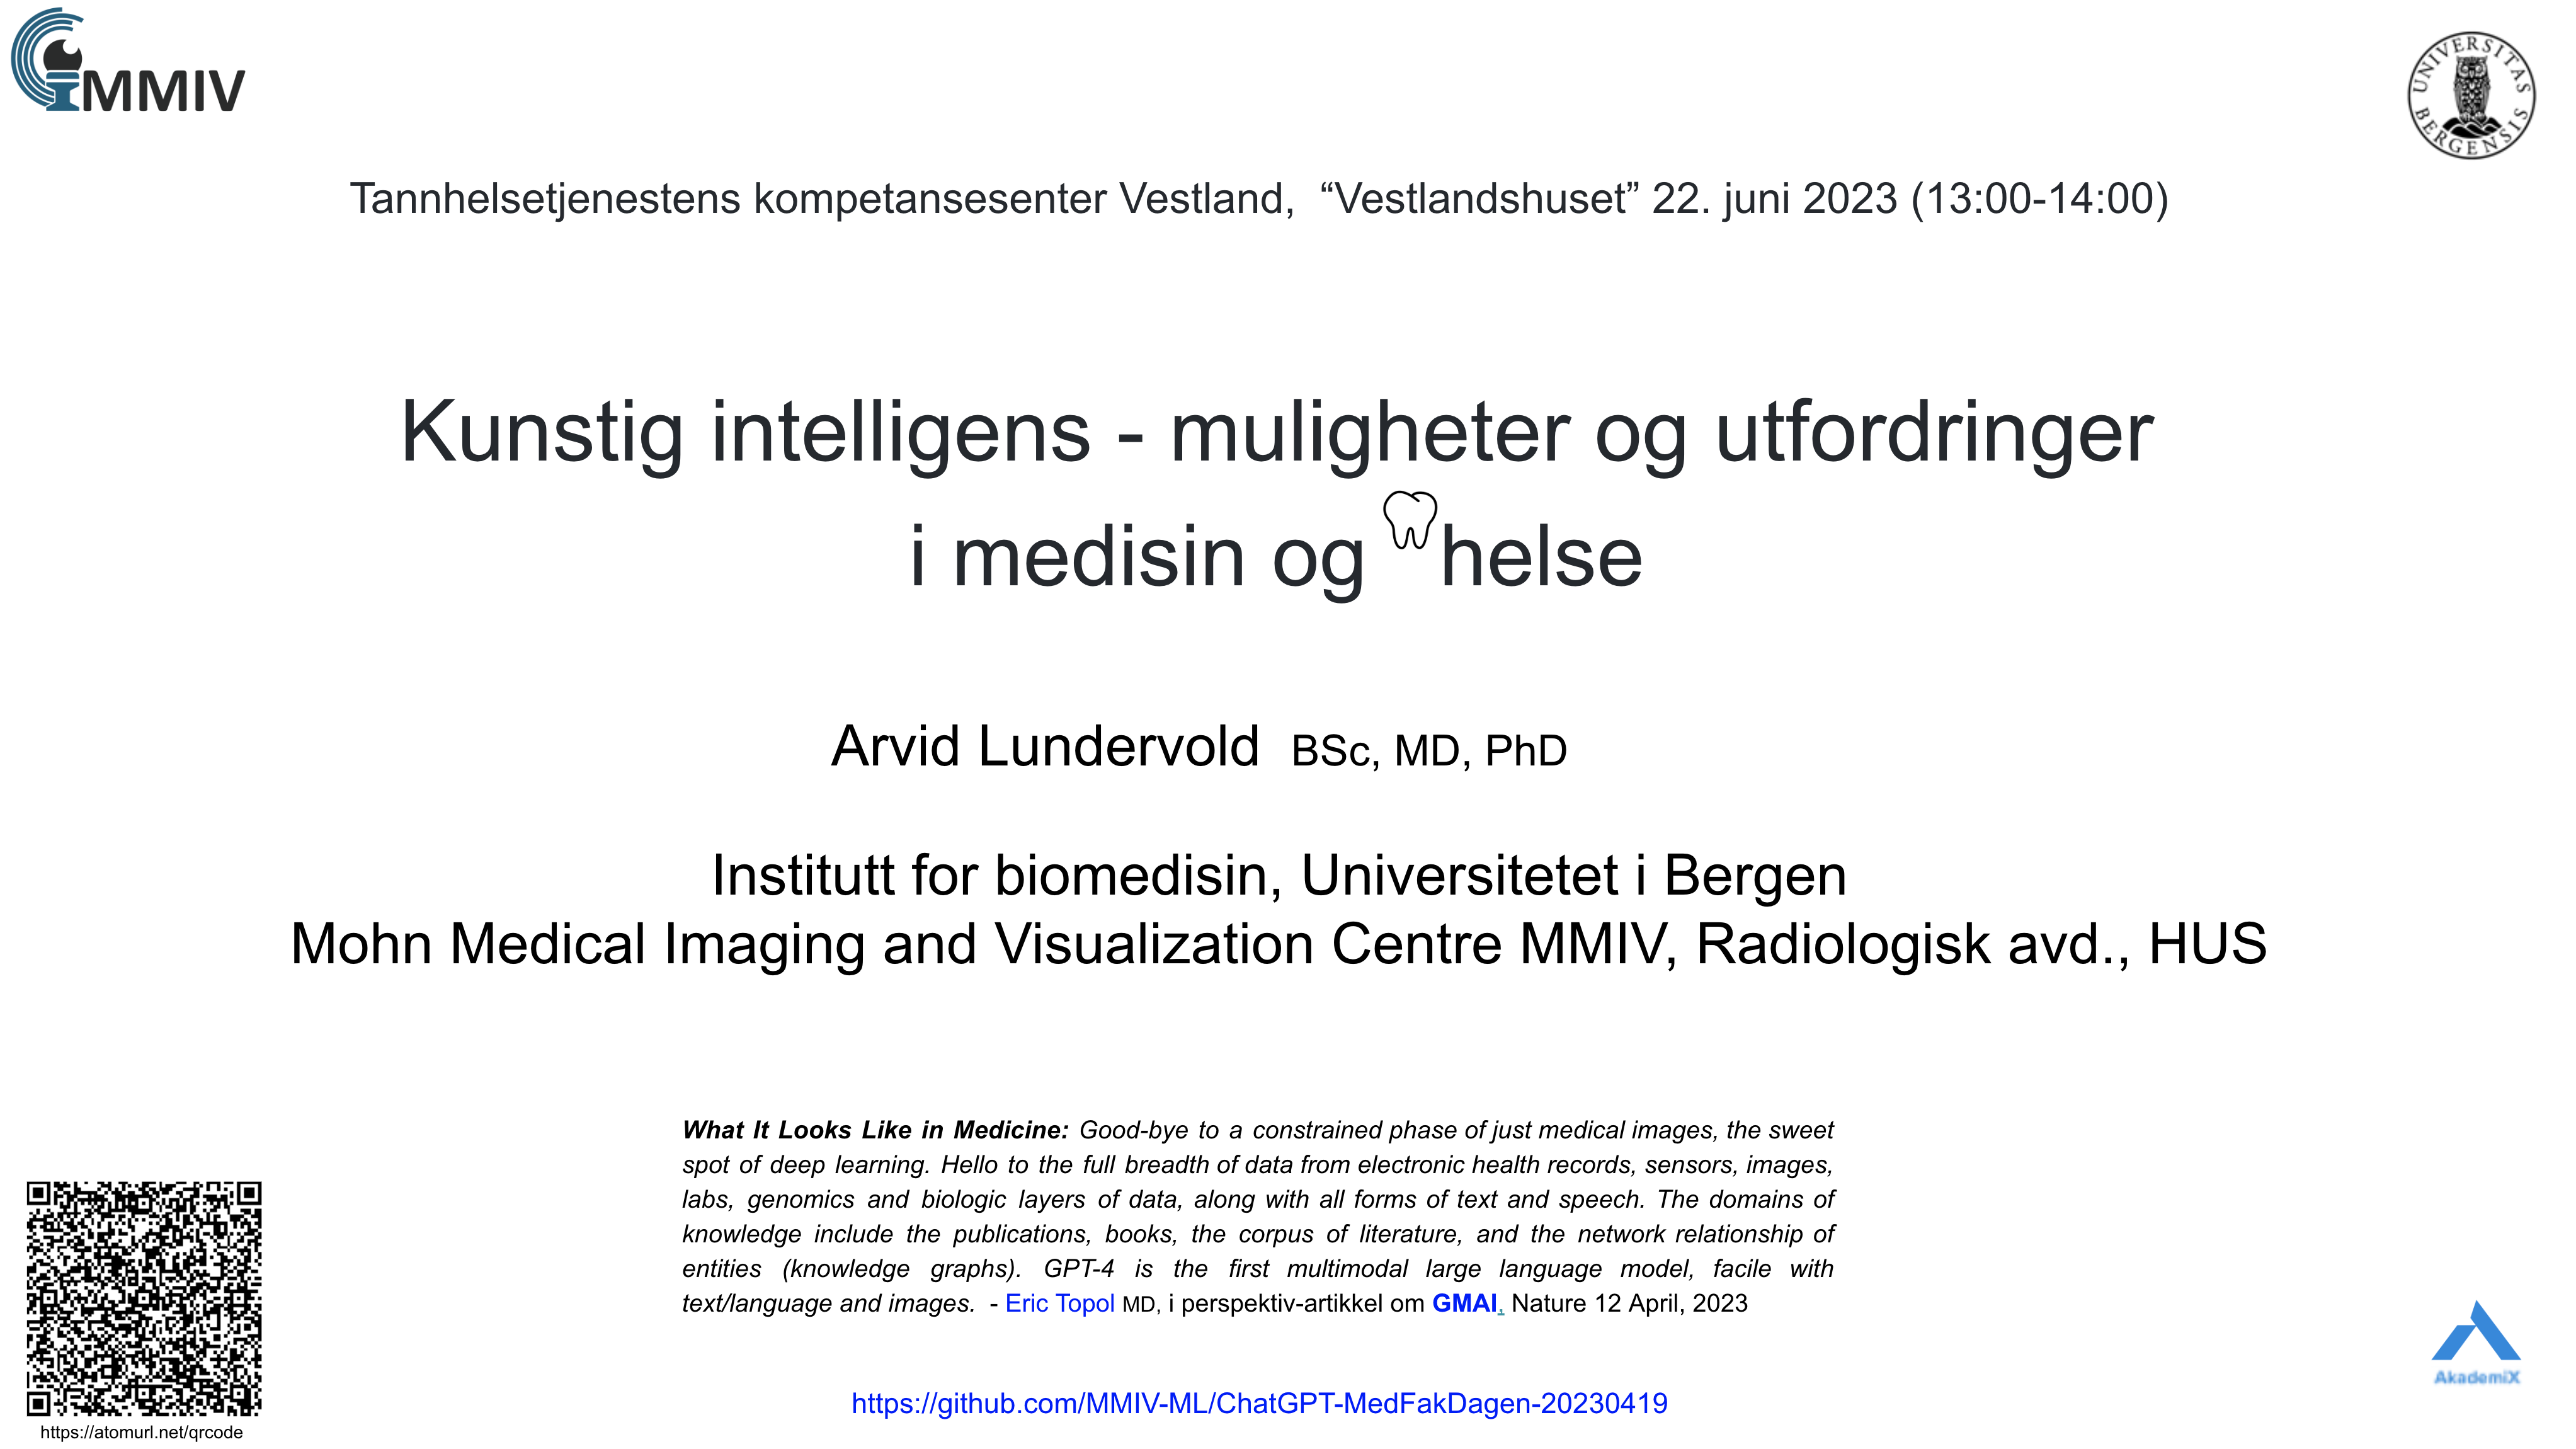 MMIV
UNIVERSITAS BERGENSIS
Tannhelsetjenestens kompetansesenter Vestland, “Vestlandshuset” 22. juni 2023 (13:00-14:00)
Kunstig intelligens - muligheter og utfordringer
i medisin og helse
Arvid Lundervold BSc, MD, PhD
Institutt for biomedisin, Universitetet i Bergen
Mohn Medical Imaging and Visualization Centre MMIV, Radiologisk avd., HUS
What It Looks Like in Medicine: Good-bye to a constrained phase of just medical images, the sweet
spot of deep learning. Hello to the full breadth of data from electronic health records, sensors, images,
labs, genomics and biologic layers of data, along with all forms of text and speech. The domains of
knowledge include the publications, books, the corpus of literature, and the network relationship of
entities (knowledge graphs). GPT-4 is the first multimodal large language model, facile with
text/language and images. - Eric Topol MD, i perspektiv-artikkel om GMAI, Nature 12 April, 2023
AkademiX
https://github.com/MMIV-ML/ChatGPT-MedFakDagen-20230419
https://atomurl.net/qrcode